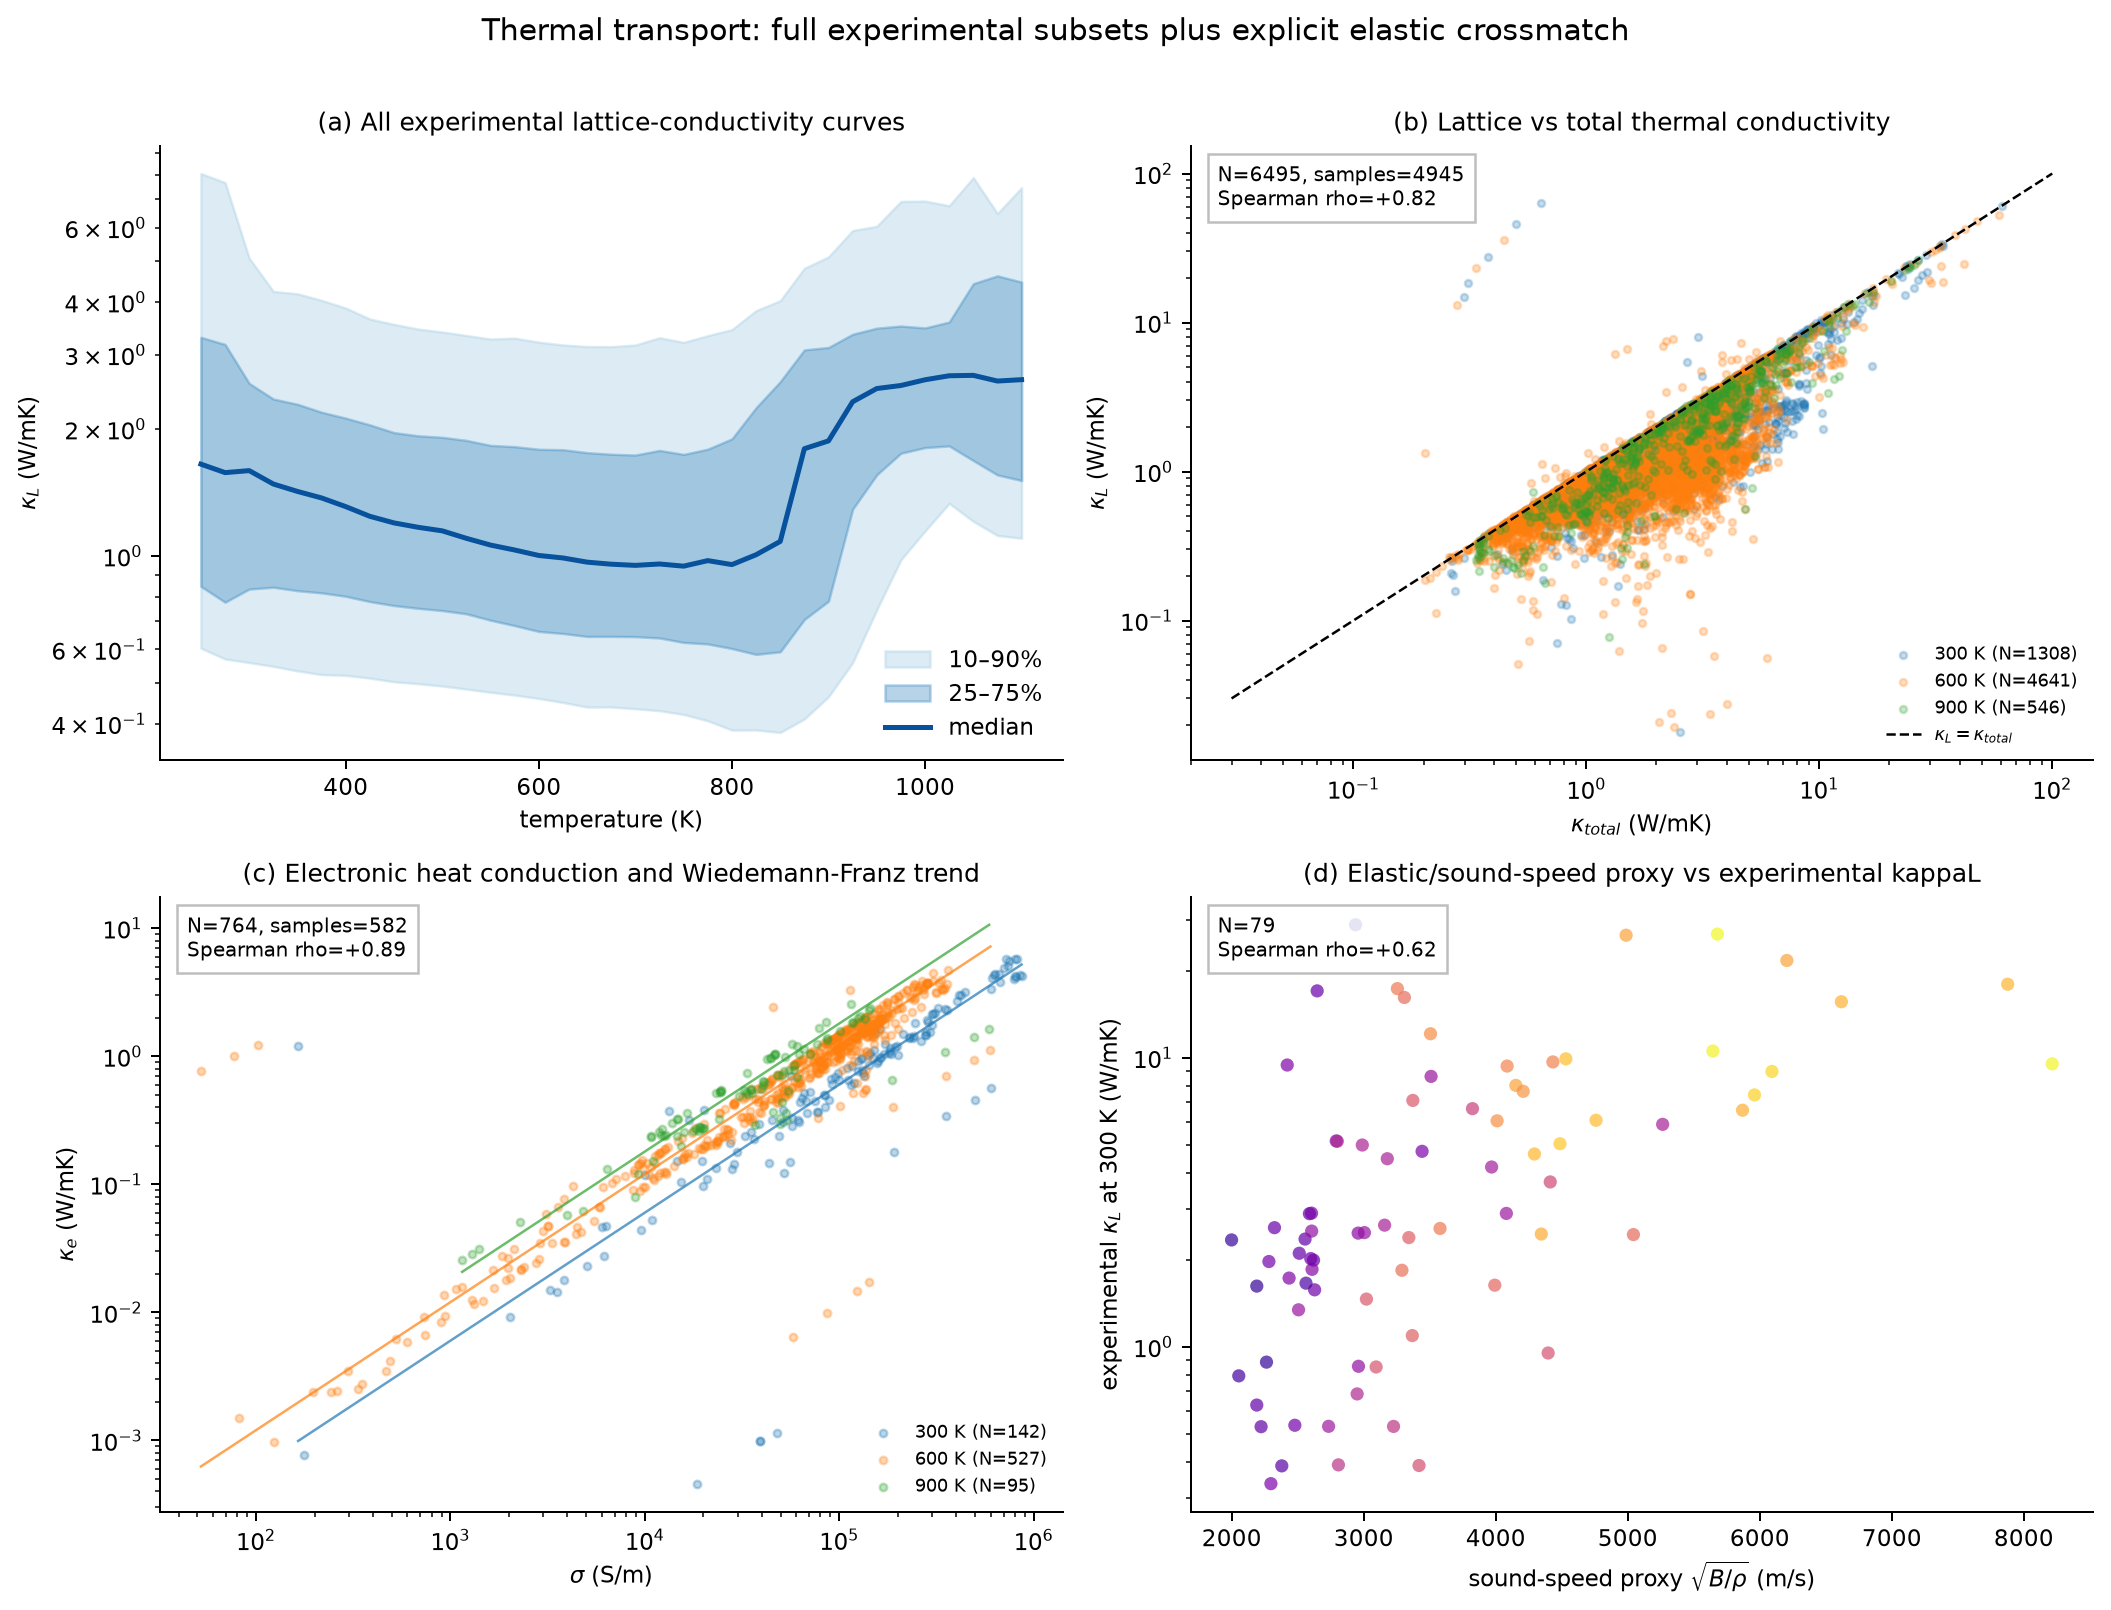 Thermal transport: full experimental subsets plus explicit elastic crossmatch
(a) All experimental lattice-conductivity curves
κ_L (W/mK)
6 × 10⁰
4 × 10⁰
3 × 10⁰
2 × 10⁰
10⁰
6 × 10⁻¹
4 × 10⁻¹
10–90%
25–75%
median
400 600 800 1000
temperature (K)
(b) Lattice vs total thermal conductivity
N=6495, samples=4945
Spearman rho=+0.82
κ_L (W/mK)
10²
10¹
10⁰
10⁻¹
300 K (N=1308)
600 K (N=4641)
900 K (N=546)
κ_L = κ_total
10⁻¹ 10⁰ 10¹ 10²
κ_total (W/mK)
(c) Electronic heat conduction and Wiedemann-Franz trend
N=764, samples=582
Spearman rho=+0.89
κ_e (W/mK)
10¹
10⁰
10⁻¹
10⁻²
10⁻³
300 K (N=142)
600 K (N=527)
900 K (N=95)
10² 10³ 10⁴ 10⁵ 10⁶
σ (S/m)
(d) Elastic/sound-speed proxy vs experimental kappaL
N=79
Spearman rho=+0.62
experimental κ_L at 300 K (W/mK)
10¹
10⁰
2000 3000 4000 5000 6000 7000 8000
sound-speed proxy √B/ρ (m/s)